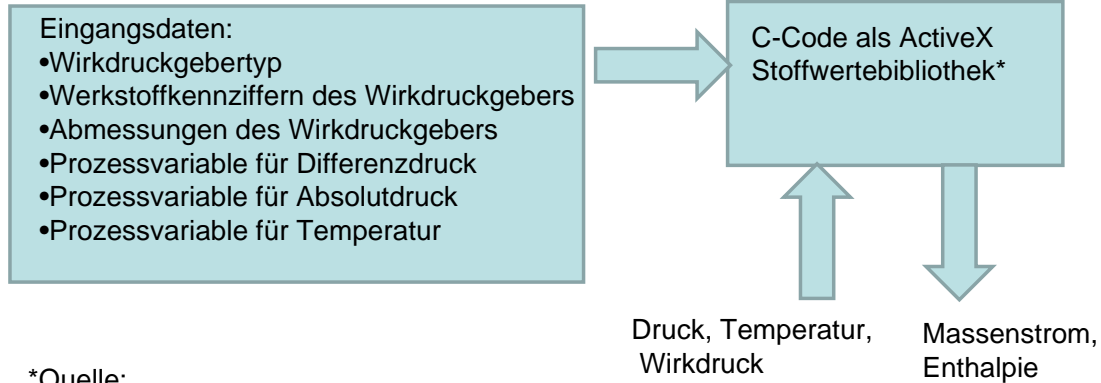 Eingangsdaten:
•Wirkdruckgebertyp
•Werkstoffkennziffern des Wirkdruckgebers
•Abmessungen des Wirkdruckgebers
•Prozessvariable für Differenzdruck
•Prozessvariable für Absolutdruck
•Prozessvariable für Temperatur
C-Code als ActiveX
Stoffwertebibliothek*
Druck, Temperatur,
Wirkdruck
Massenstrom,
Enthalpie
*Quelle: